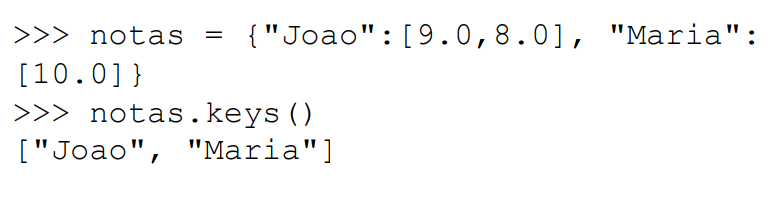 >>> notas = {"Joao":[9.0,8.0], "Maria":
[10.0]}
>>> notas.keys()
["Joao", "Maria"]